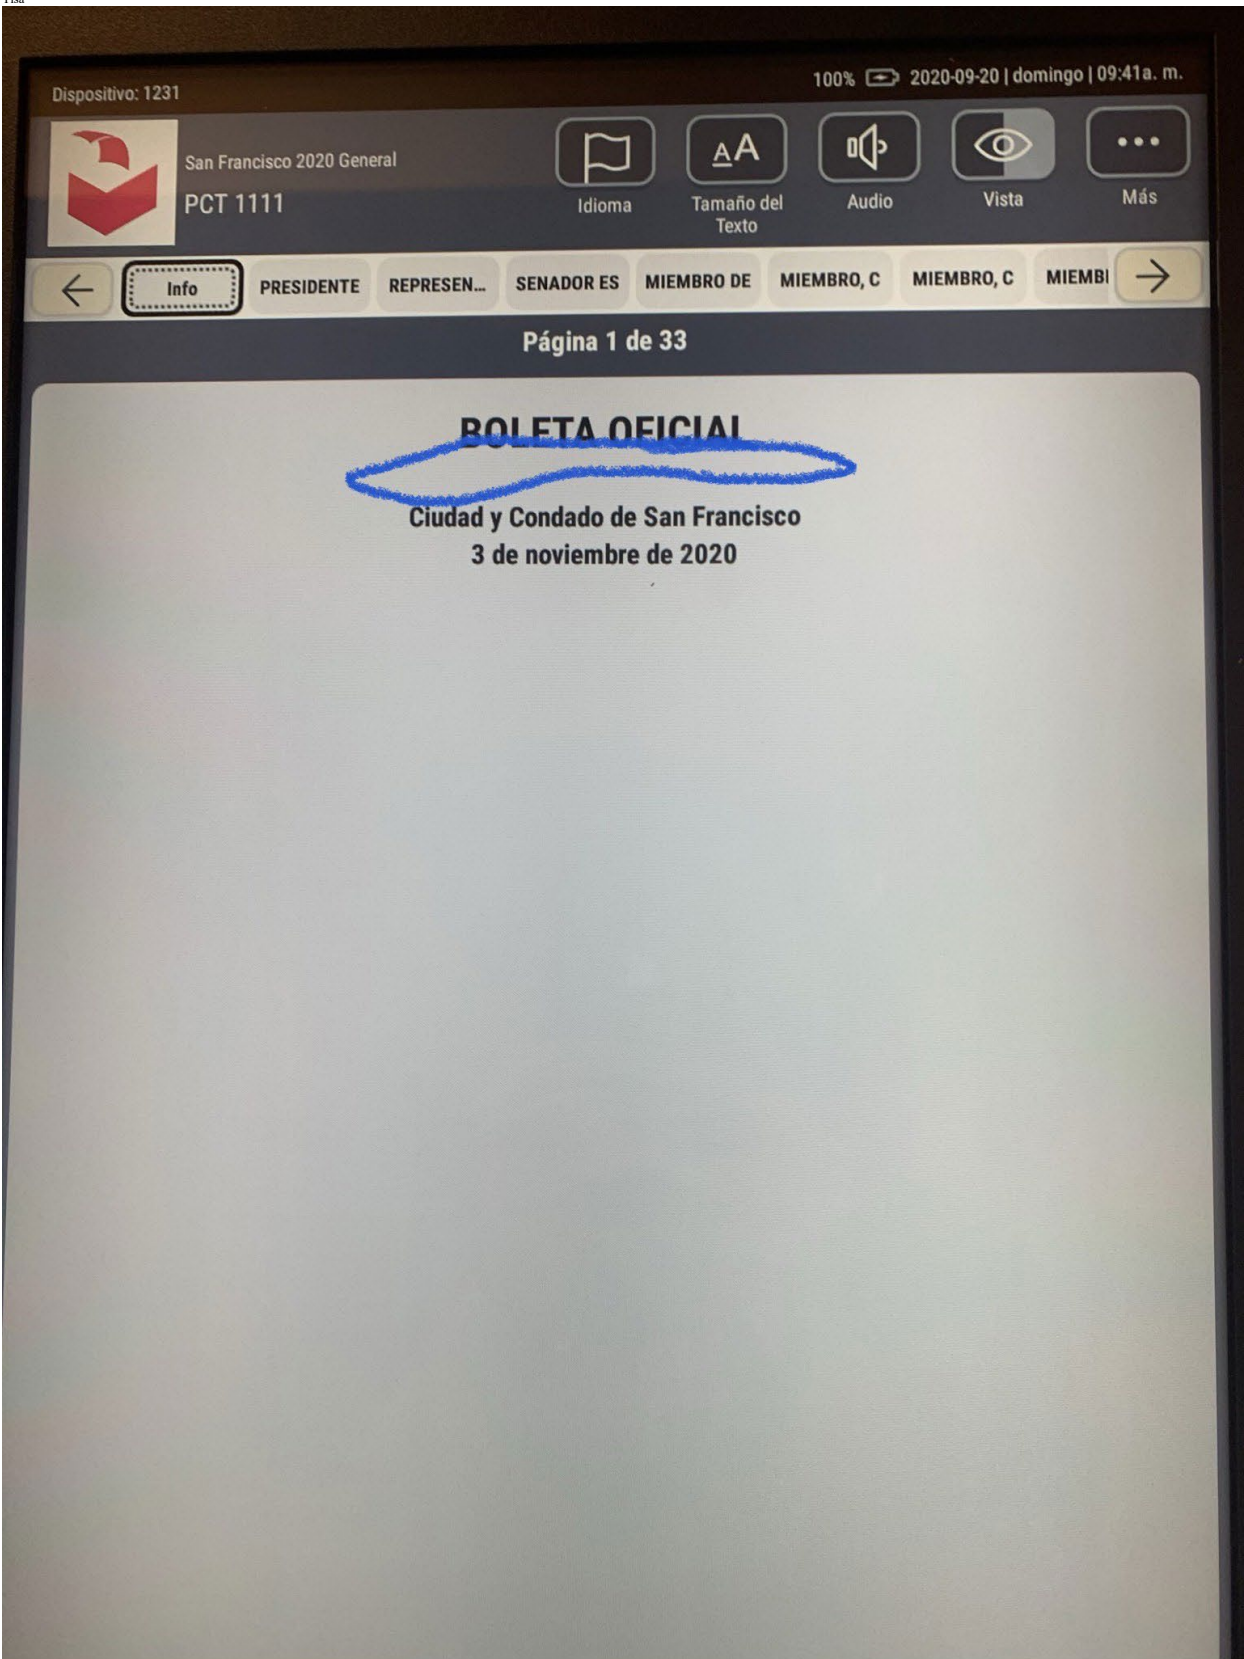 Dispositivo: 1231
100% 2020-09-20 | domingo | 09:41a. m.
San Francisco 2020 General
PCT 1111
Idioma
AA
Tamaño del
Texto
Audio
Vista
Más
Info
PRESIDENTE
REPRESEN...
SENADOR ES
MIEMBRO DE
MIEMBRO, C
MIEMBRO, C
MIEMBI
Página 1 de 33
BOLETA OFICIAL
Ciudad y Condado de San Francisco
3 de noviembre de 2020